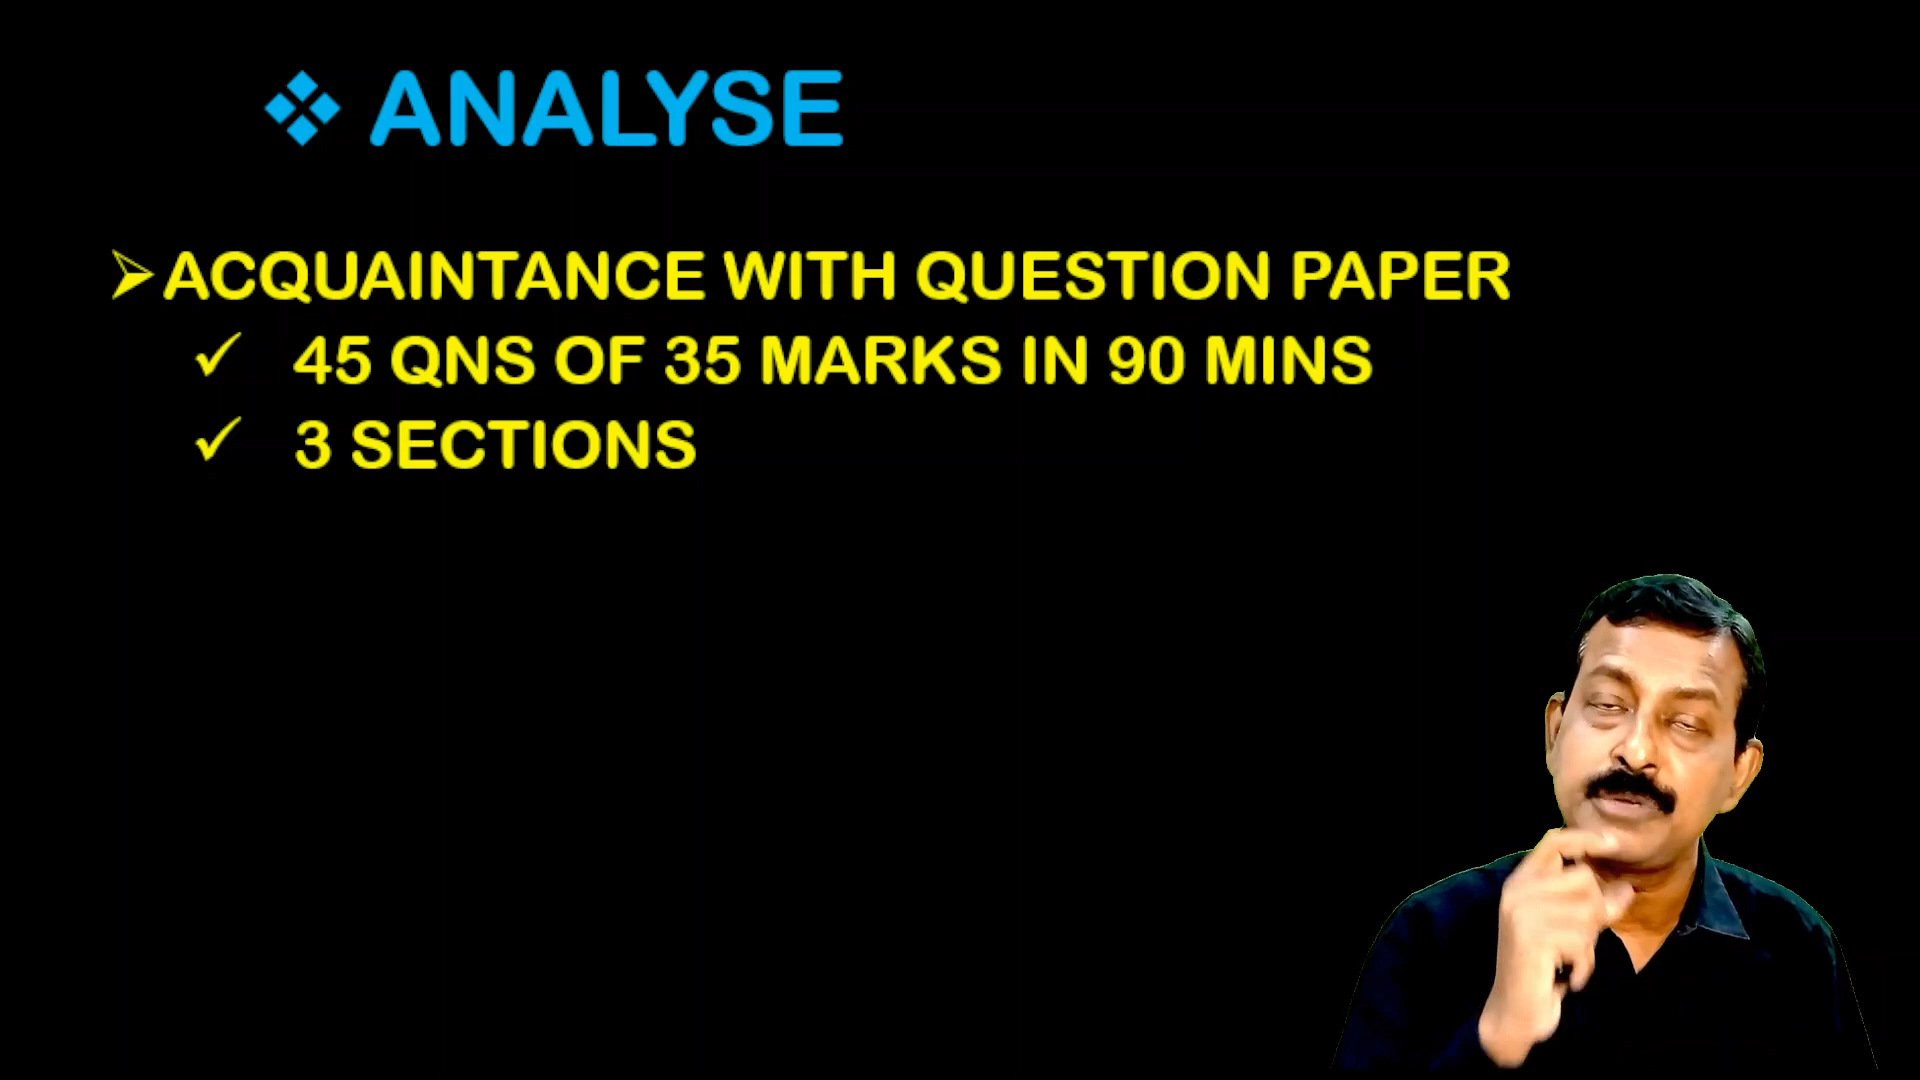 ❖ ANALYSE
➢ACQUAINTANCE WITH QUESTION PAPER
✓ 45 QNS OF 35 MARKS IN 90 MINS
✓ 3 SECTIONS